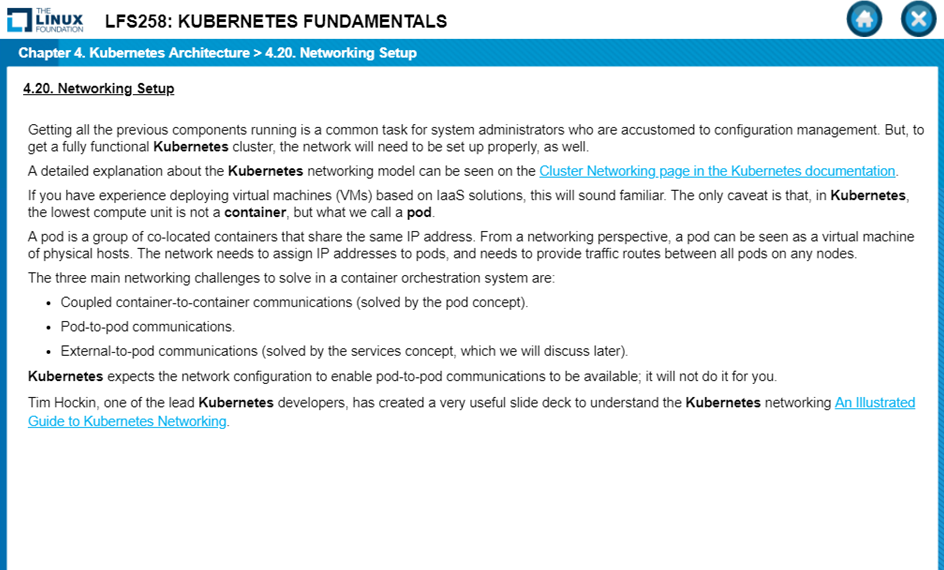 THE
LINUX
FOUNDATION
LFS258: KUBERNETES FUNDAMENTALS
Chapter 4. Kubernetes Architecture > 4.20. Networking Setup
4.20. Networking Setup
Getting all the previous components running is a common task for system administrators who are accustomed to configuration management. But, to
get a fully functional Kubernetes cluster, the network will need to be set up properly, as well.
A detailed explanation about the Kubernetes networking model can be seen on the Cluster Networking page in the Kubernetes documentation.
If you have experience deploying virtual machines (VMs) based on IaaS solutions, this will sound familiar. The only caveat is that, in Kubernetes,
the lowest compute unit is not a container, but what we call a pod.
A pod is a group of co-located containers that share the same IP address. From a networking perspective, a pod can be seen as a virtual machine
of physical hosts. The network needs to assign IP addresses to pods, and needs to provide traffic routes between all pods on any nodes.
The three main networking challenges to solve in a container orchestration system are:
• Coupled container-to-container communications (solved by the pod concept).
• Pod-to-pod communications.
• External-to-pod communications (solved by the services concept, which we will discuss later).
Kubernetes expects the network configuration to enable pod-to-pod communications to be available; it will not do it for you.
Tim Hockin, one of the lead Kubernetes developers, has created a very useful slide deck to understand the Kubernetes networking An Illustrated
Guide to Kubernetes Networking.